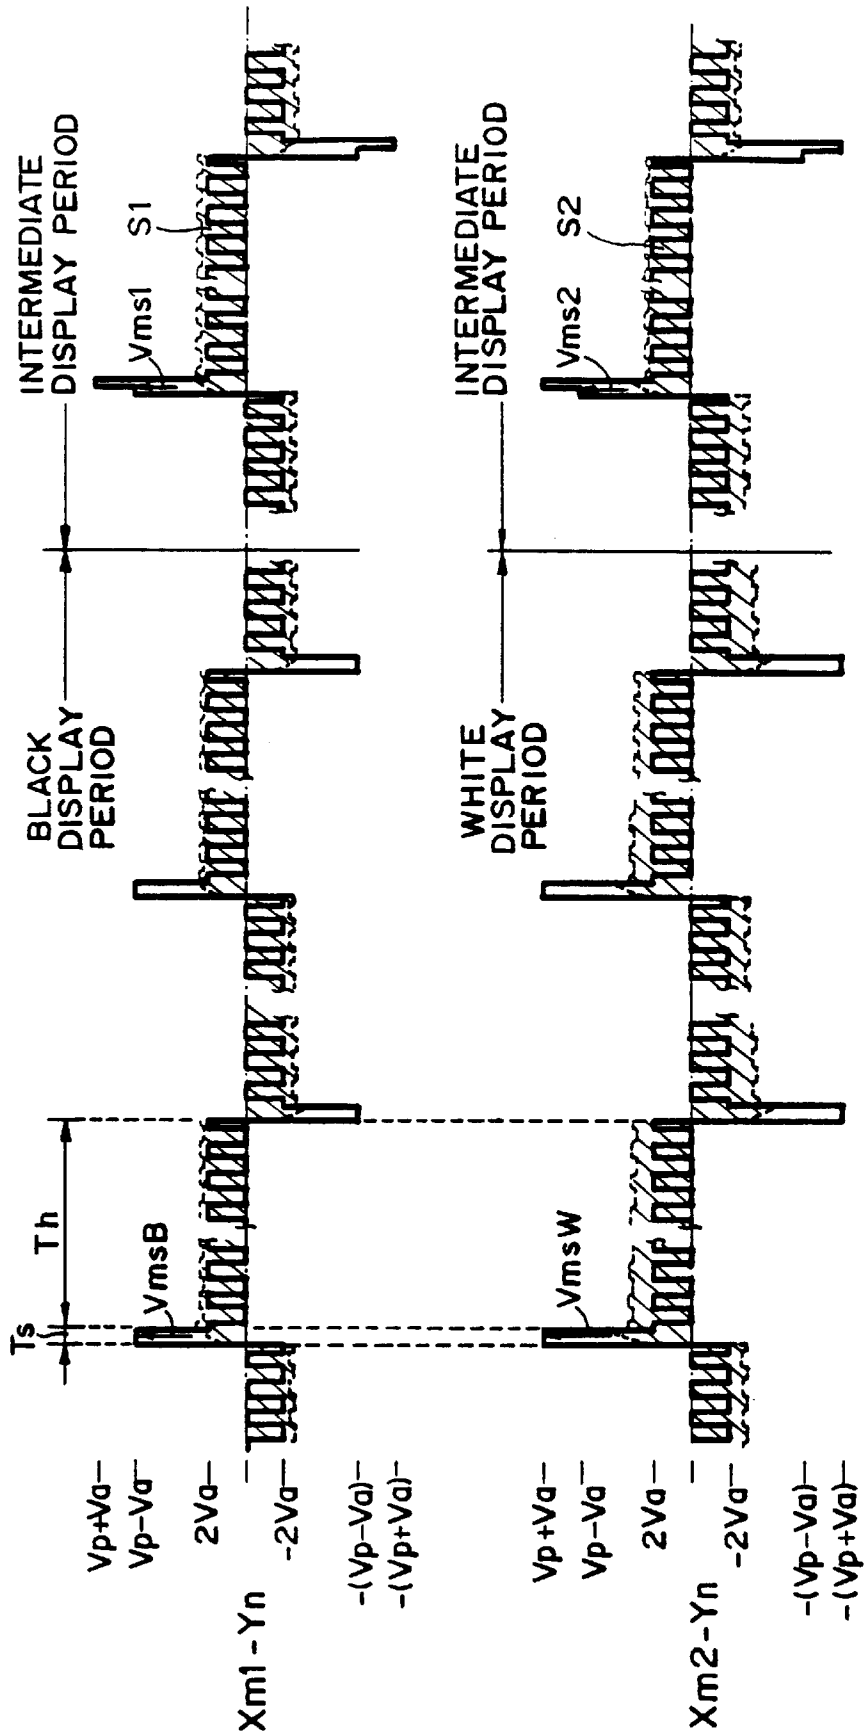 BLACK
DISPLAY
PERIOD
INTERMEDIATE
DISPLAY PERIOD
Ts
Th
VmsB
Vms1
S1
Vp+Va
Vp-Va
2Va
-2Va
-(Vp-Va)
-(Vp+Va)
Xm1-Yn
WHITE
DISPLAY
PERIOD
INTERMEDIATE
DISPLAY PERIOD
VmsW
Vms2
S2
Vp+Va
Vp-Va
2Va
-2Va
-(Vp-Va)
-(Vp+Va)
Xm2-Yn